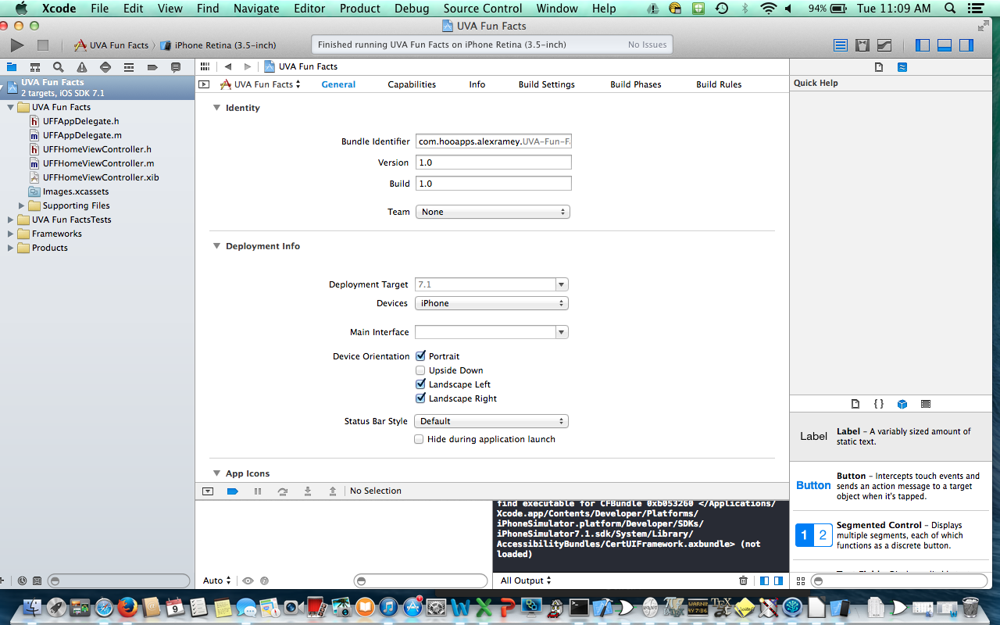 Xcode File Edit View Find Navigate Editor Product Debug Source Control Window Help 94% Tue 11:09 AM
UVA Fun Facts
UVA Fun Facts iPhone Retina (3.5-inch) Finished running UVA Fun Facts on iPhone Retina (3.5-inch) No Issues
UVA Fun Facts
2 targets, iOS SDK 7.1
UVA Fun Facts
UFFAppDelegate.h
UFFAppDelegate.m
UFFHomeViewController.h
UFFHomeViewController.m
UFFHomeViewController.xib
Images.xcassets
Supporting Files
UVA Fun FactsTests
Frameworks
Products
UVA Fun Facts
UVA Fun Facts General Capabilities Info Build Settings Build Phases Build Rules
Identity
Bundle Identifier com.hooapps.alexramey.UVA-Fun-F
Version 1.0
Build 1.0
Team None
Deployment Info
Deployment Target 7.1
Devices iPhone
Main Interface
Device Orientation Portrait
Upside Down
Landscape Left
Landscape Right
Status Bar Style Default
Hide during application launch
App Icons
No Selection
find executable for CFBundle 0xb053260 </Applications/
Xcode.app/Contents/Developer/Platforms/
iPhoneSimulator.platform/Developer/SDKs/
iPhoneSimulator7.1.sdk/System/Library/
AccessibilityBundles/CertUIFramework.axbundle> (not
loaded)
Auto
All Output
Quick Help
Label Label – A variably sized amount of
static text.
Button Button – Intercepts touch events and
sends an action message to a target
object when it's tapped.
1 2 Segmented Control – Displays
multiple segments, each of which
functions as a discrete button.